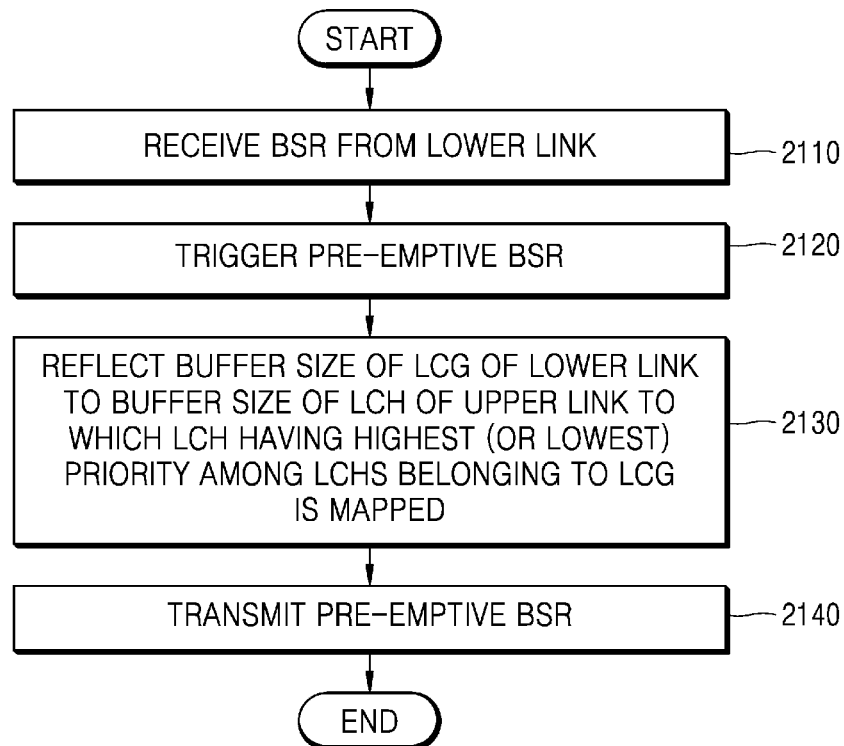 START
RECEIVE BSR FROM LOWER LINK
2110
TRIGGER PRE-EMPTIVE BSR
2120
REFLECT BUFFER SIZE OF LCG OF LOWER LINK
TO BUFFER SIZE OF LCH OF UPPER LINK TO
WHICH LCH HAVING HIGHEST (OR LOWEST)
PRIORITY AMONG LCHS BELONGING TO LCG
IS MAPPED
2130
TRANSMIT PRE-EMPTIVE BSR
2140
END